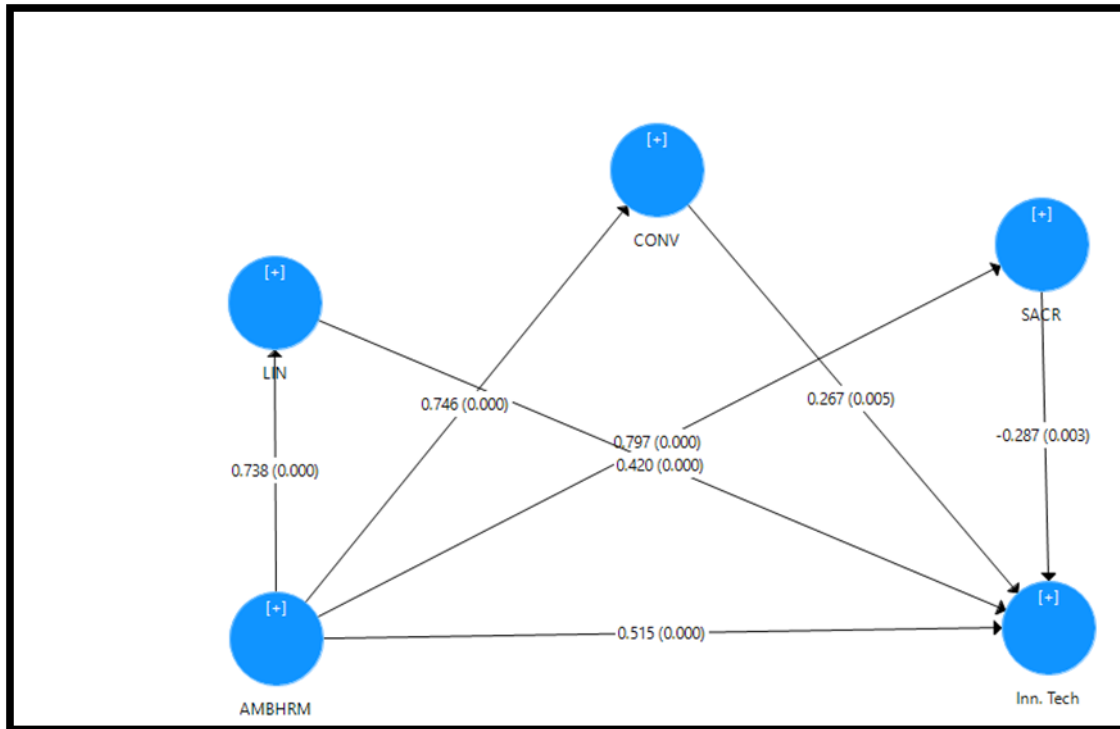 [+]
CONV
[+]
SACR
[+]
LIN
0.746 (0.000)
0.267 (0.005)
0.797 (0.000)
-0.287 (0.003)
0.420 (0.000)
0.738 (0.000)
[+]
AMBHRM
0.515 (0.000)
[+]
Inn. Tech